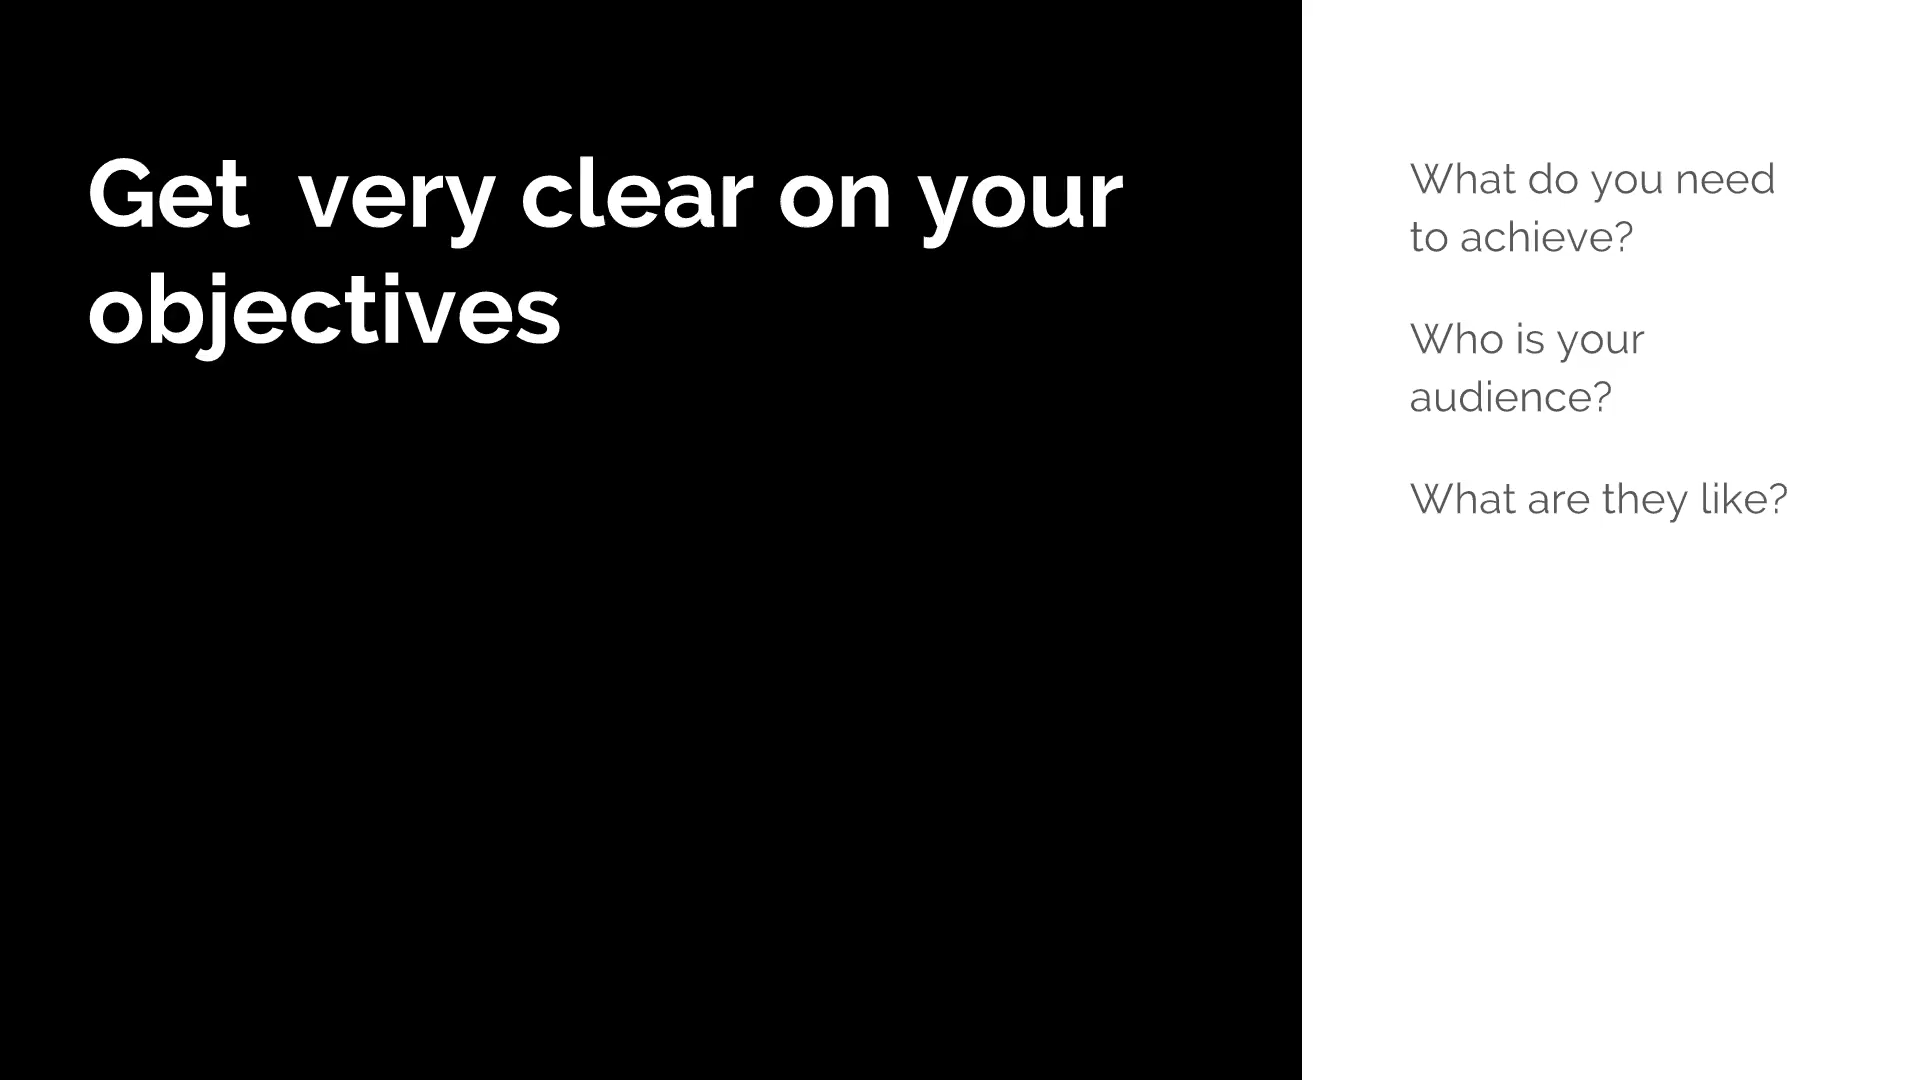 Get  very clear on your
objectives
What do you need
to achieve?
Who is your
audience?
What are they like?